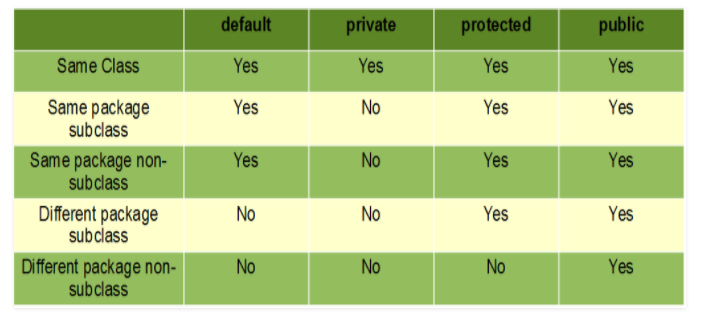 default private protected public
Same Class Yes Yes Yes Yes
Same package Yes No Yes Yes
subclass
Same package non- Yes No Yes Yes
subclass
Different package No No Yes Yes
subclass
Different package non- No No No Yes
subclass